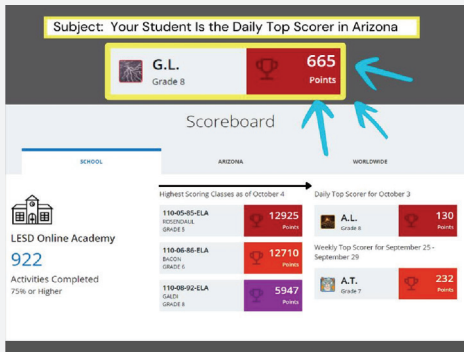 Subject: Your Student Is the Daily Top Scorer in Arizona
G.L.
Grade 8
665
Points
Scoreboard
SCHOOL
ARIZONA
WORLDWIDE
LESD Online Academy
922
Activities Completed
75% or Higher
Highest Scoring Classes as of October 4
110-05-85-ELA
ROSENDAUL
GRADE 5
12925
Points
110-06-86-ELA
BACON
GRADE 6
12710
Points
110-08-92-ELA
GALDI
GRADE 8
5947
Points
Daily Top Scorer for October 3
A.L.
Grade 8
130
Points
Weekly Top Scorer for September 25 -
September 29
A.T.
Grade 7
232
Points